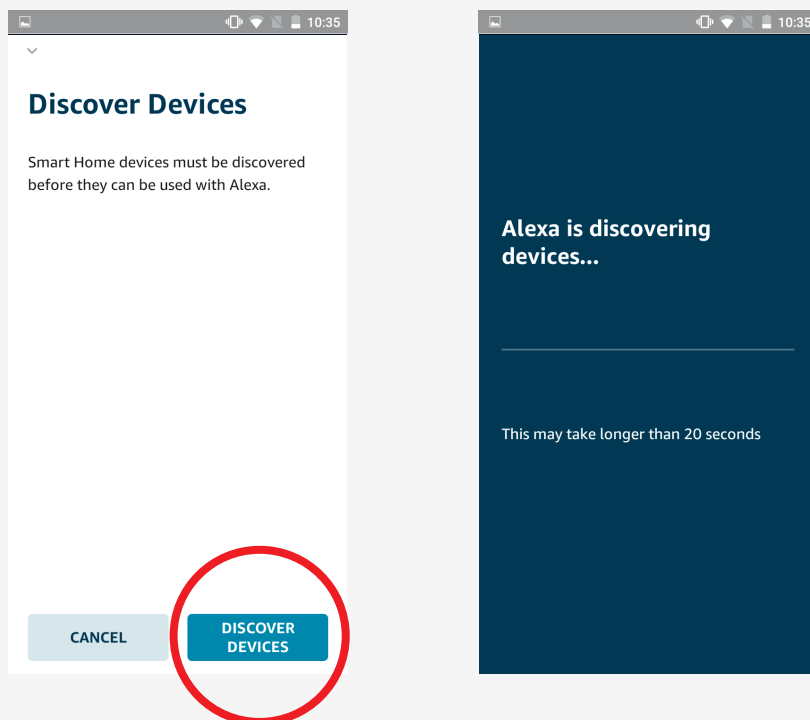 10:35
Discover Devices
Smart Home devices must be discovered
before they can be used with Alexa.
CANCEL
DISCOVER
DEVICES
10:35
Alexa is discovering
devices...
This may take longer than 20 seconds